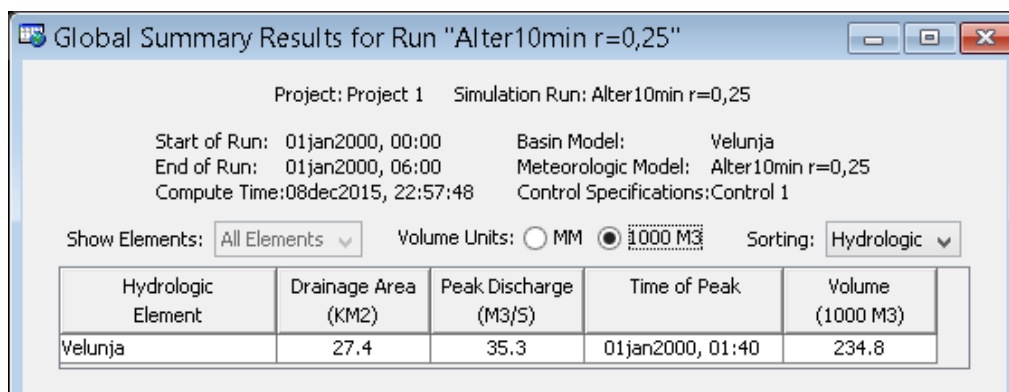 Global Summary Results for Run "Alter10min r=0,25"
Project: Project 1 Simulation Run: Alter10min r=0,25
Start of Run: 01jan2000, 00:00 Basin Model: Velunja
End of Run: 01jan2000, 06:00 Meteorologic Model: Alter10min r=0,25
Compute Time:08dec2015, 22:57:48 Control Specifications:Control 1
Show Elements: All Elements Volume Units: MM 1000 M3 Sorting: Hydrologic
Hydrologic Drainage Area Peak Discharge Time of Peak Volume
Element (KM2) (M3/S) (1000 M3)
Velunja 27.4 35.3 01jan2000, 01:40 234.8